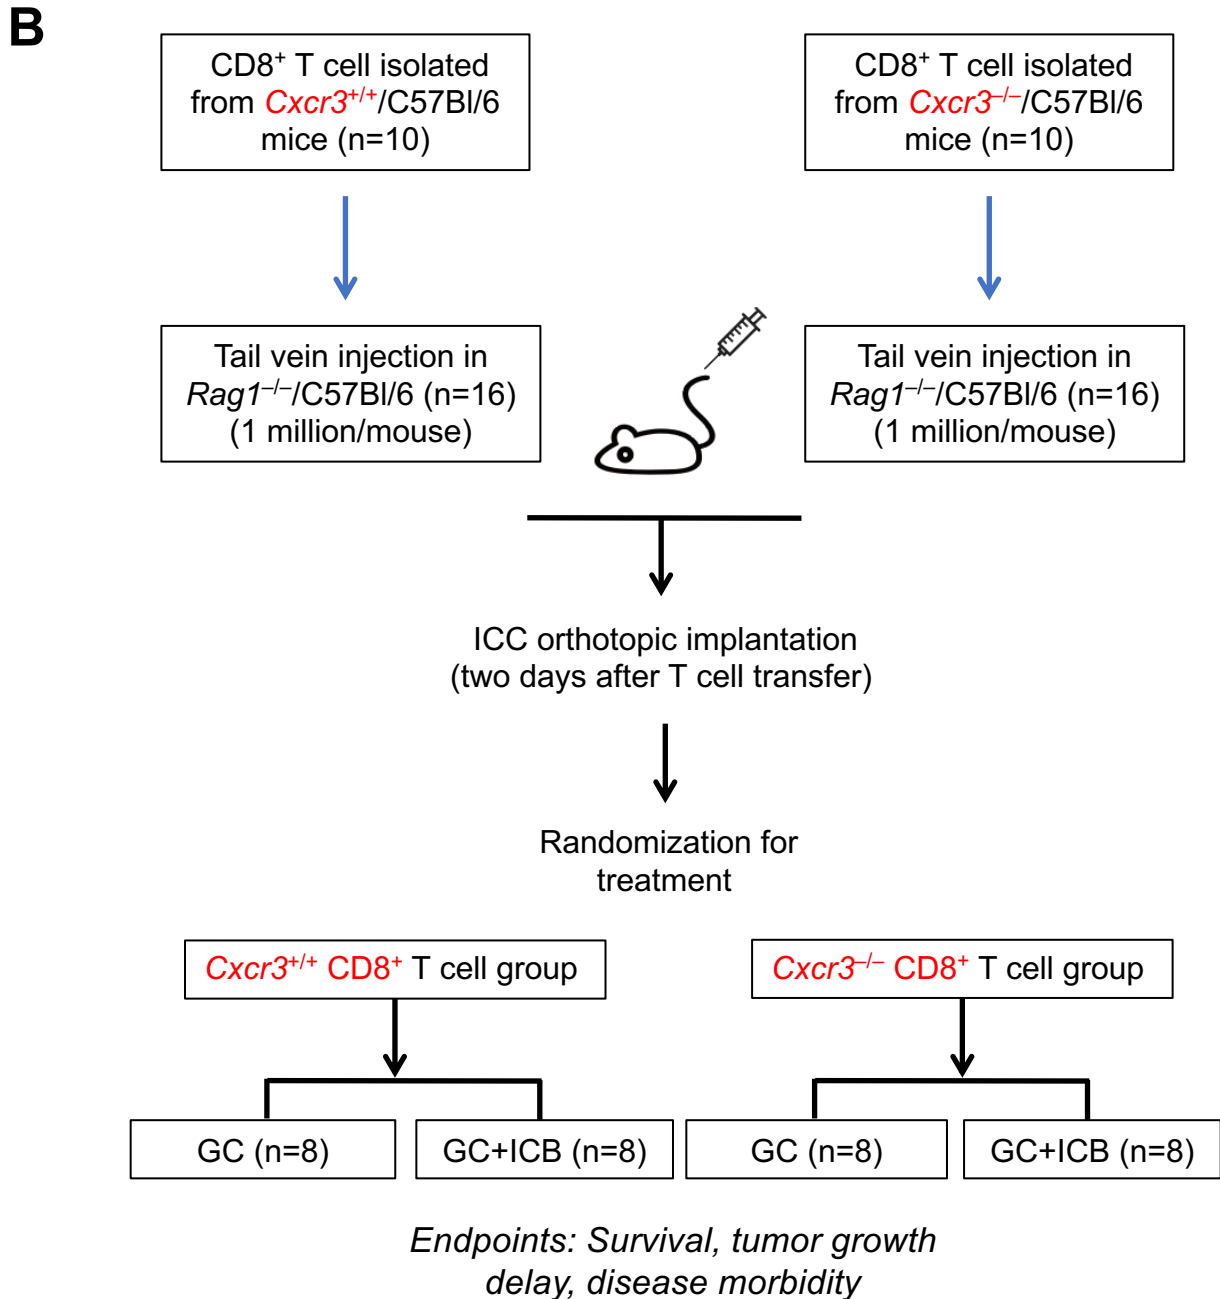 B
CD8⁺ T cell isolated
from Cxcr3⁺/⁺/C57Bl/6
mice (n=10)
CD8⁺ T cell isolated
from Cxcr3⁻/⁻/C57Bl/6
mice (n=10)
Tail vein injection in
Rag1⁻/⁻/C57Bl/6 (n=16)
(1 million/mouse)
Tail vein injection in
Rag1⁻/⁻/C57Bl/6 (n=16)
(1 million/mouse)
ICC orthotopic implantation
(two days after T cell transfer)
Randomization for
treatment
Cxcr3⁺/⁺ CD8⁺ T cell group
Cxcr3⁻/⁻ CD8⁺ T cell group
GC (n=8)
GC+ICB (n=8)
GC (n=8)
GC+ICB (n=8)
Endpoints: Survival, tumor growth
delay, disease morbidity